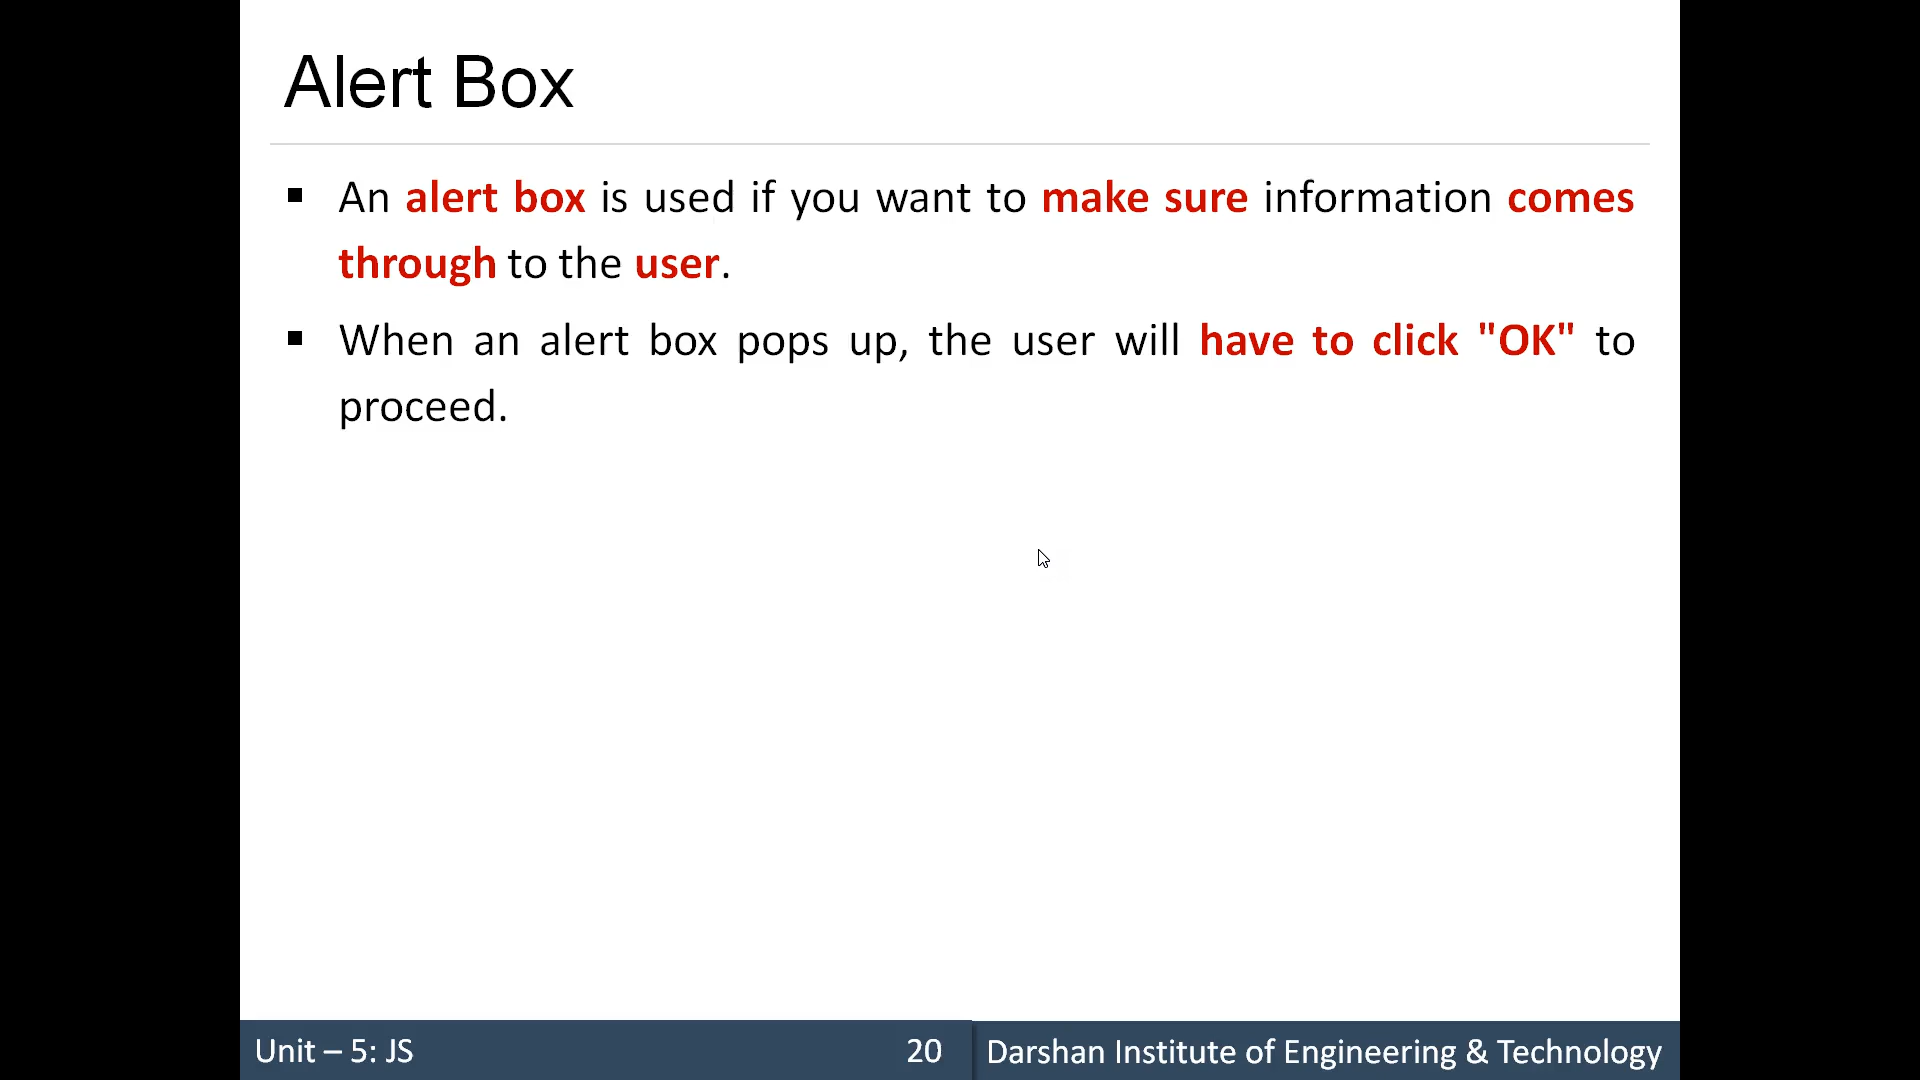 Alert Box
▪ An alert box is used if you want to make sure information comes
through to the user.
▪ When an alert box pops up, the user will have to click "OK" to
proceed.
Unit – 5: JS
20
Darshan Institute of Engineering & Technology